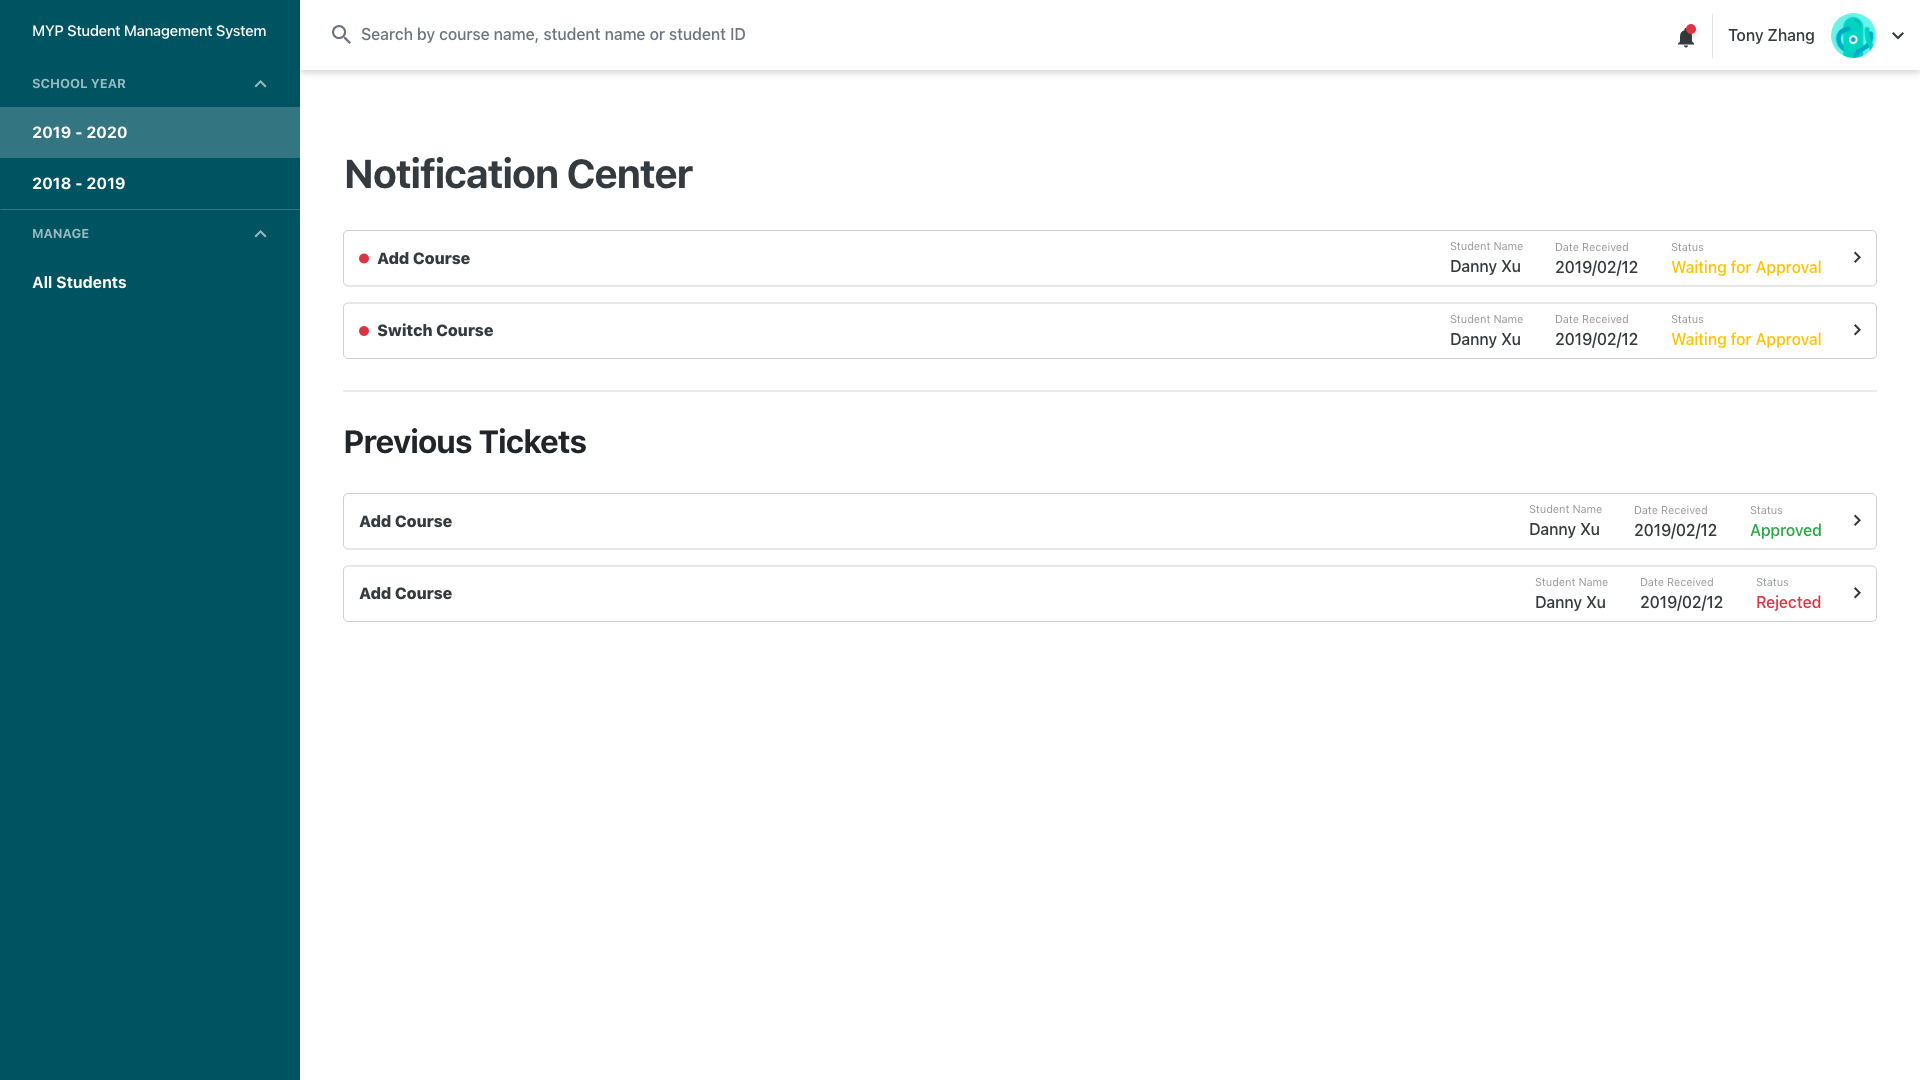 MYP Student Management System
SCHOOL YEAR
2019 - 2020
2018 - 2019
MANAGE
All Students
Search by course name, student name or student ID
Tony Zhang
Notification Center
Add Course
Student Name
Danny Xu
Date Received
2019/02/12
Status
Waiting for Approval
Switch Course
Student Name
Danny Xu
Date Received
2019/02/12
Status
Waiting for Approval
Previous Tickets
Add Course
Student Name
Danny Xu
Date Received
2019/02/12
Status
Approved
Add Course
Student Name
Danny Xu
Date Received
2019/02/12
Status
Rejected